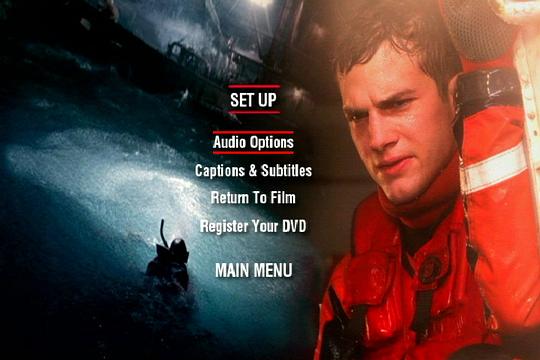 SET UP
Audio Options
Captions & Subtitles
Return To Film
Register Your DVD
MAIN MENU